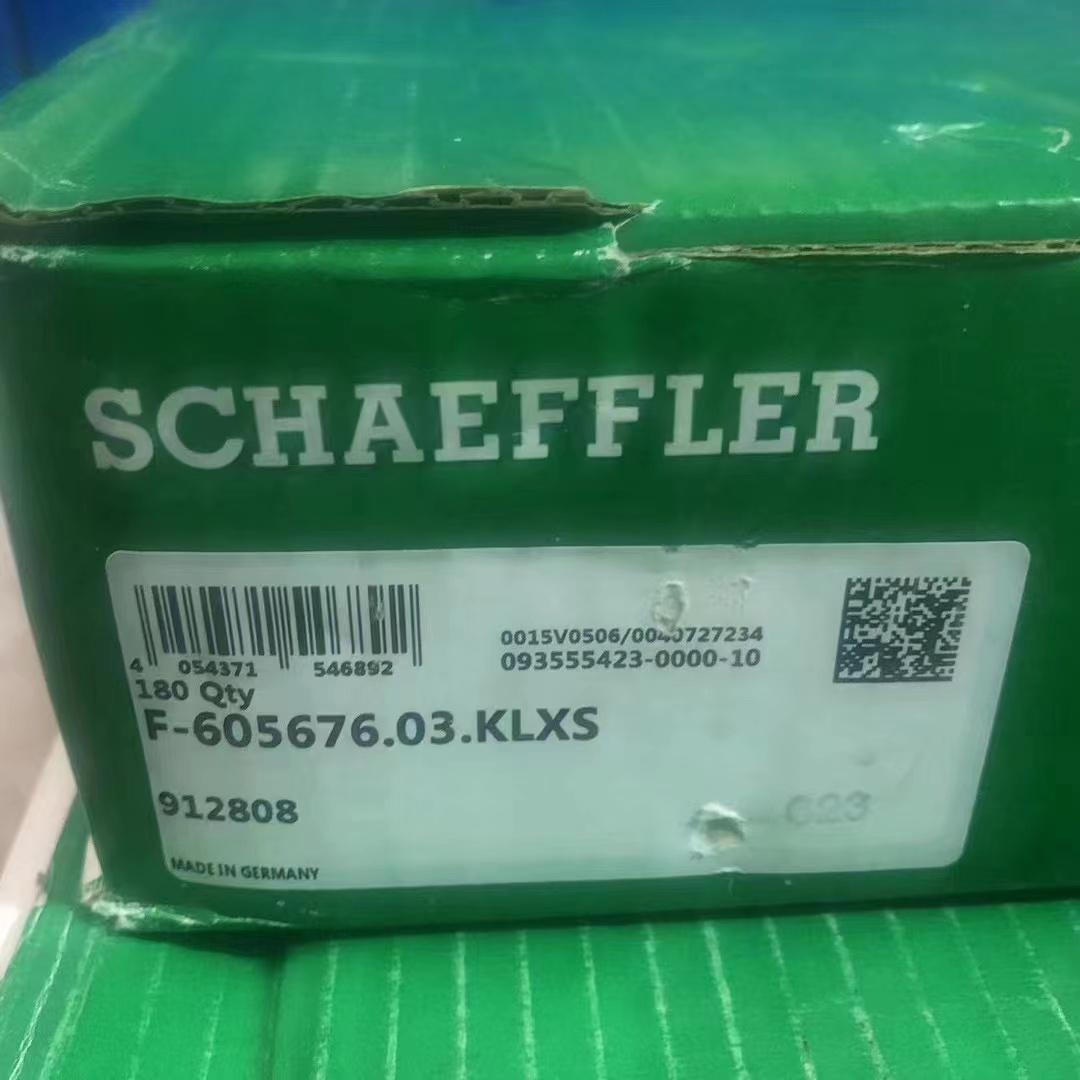 SCHAEFFLER
4 054371 546892
0015V0506/0040727234
093555423-0000-10
180 Qty
F-605676.03.KLXS
912808
MADE IN GERMANY